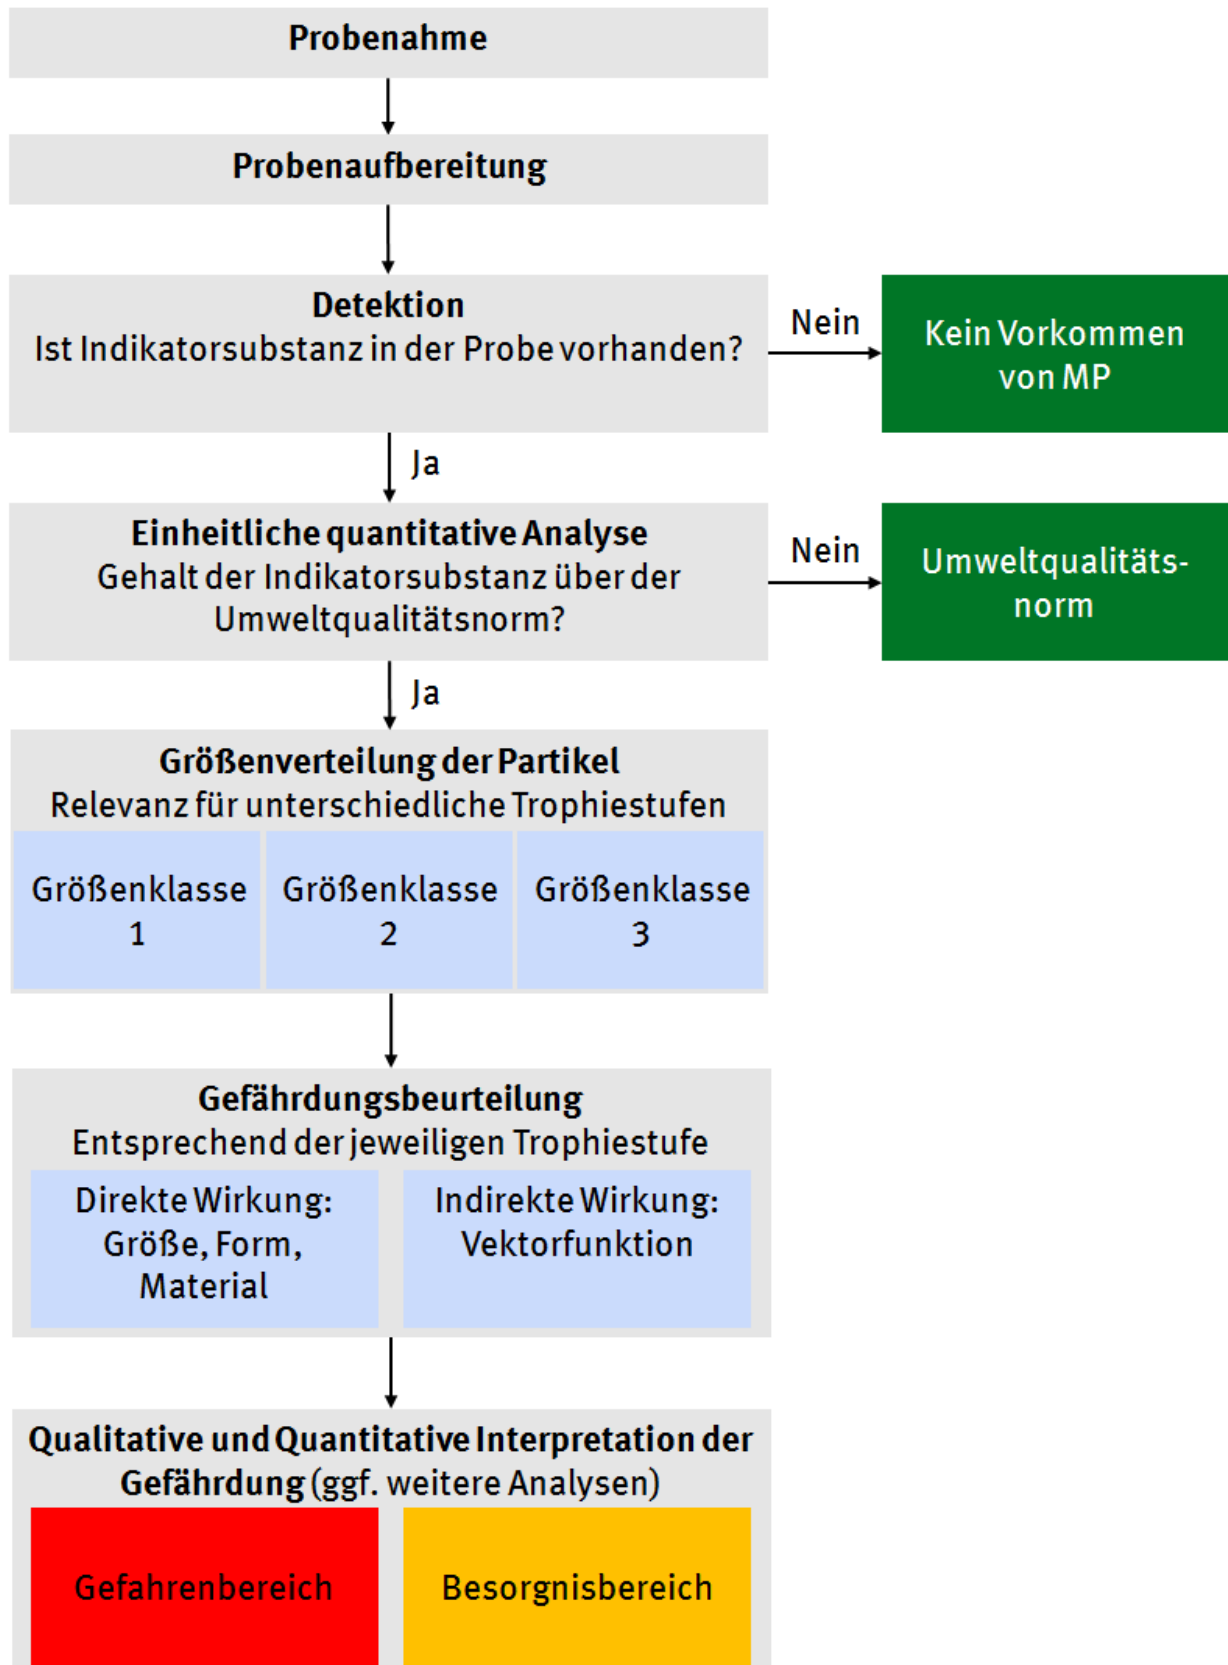 Probenahme
Probenaufbereitung
Detektion
Ist Indikatorsubstanz in der Probe vorhanden?
Nein
Kein Vorkommen
von MP
Ja
Einheitliche quantitative Analyse
Gehalt der Indikatorsubstanz über der
Umweltqualitätsnorm?
Nein
Umweltqualitäts-
norm
Ja
Größenverteilung der Partikel
Relevanz für unterschiedliche Trophiestufen
Größenklasse
1
Größenklasse
2
Größenklasse
3
Gefährdungsbeurteilung
Entsprechend der jeweiligen Trophiestufe
Direkte Wirkung:
Größe, Form,
Material
Indirekte Wirkung:
Vektorfunktion
Qualitative und Quantitative Interpretation der
Gefährdung (ggf. weitere Analysen)
Gefahrenbereich
Besorgnisbereich